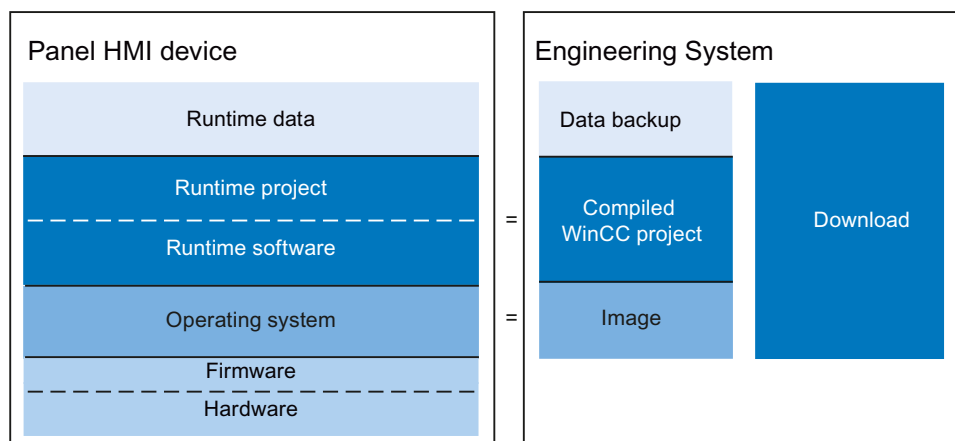 Panel HMI device
Runtime data
Runtime project
Runtime software
Operating system
Firmware
Hardware
=
=
Engineering System
Data backup
Compiled
WinCC project
Image
Download